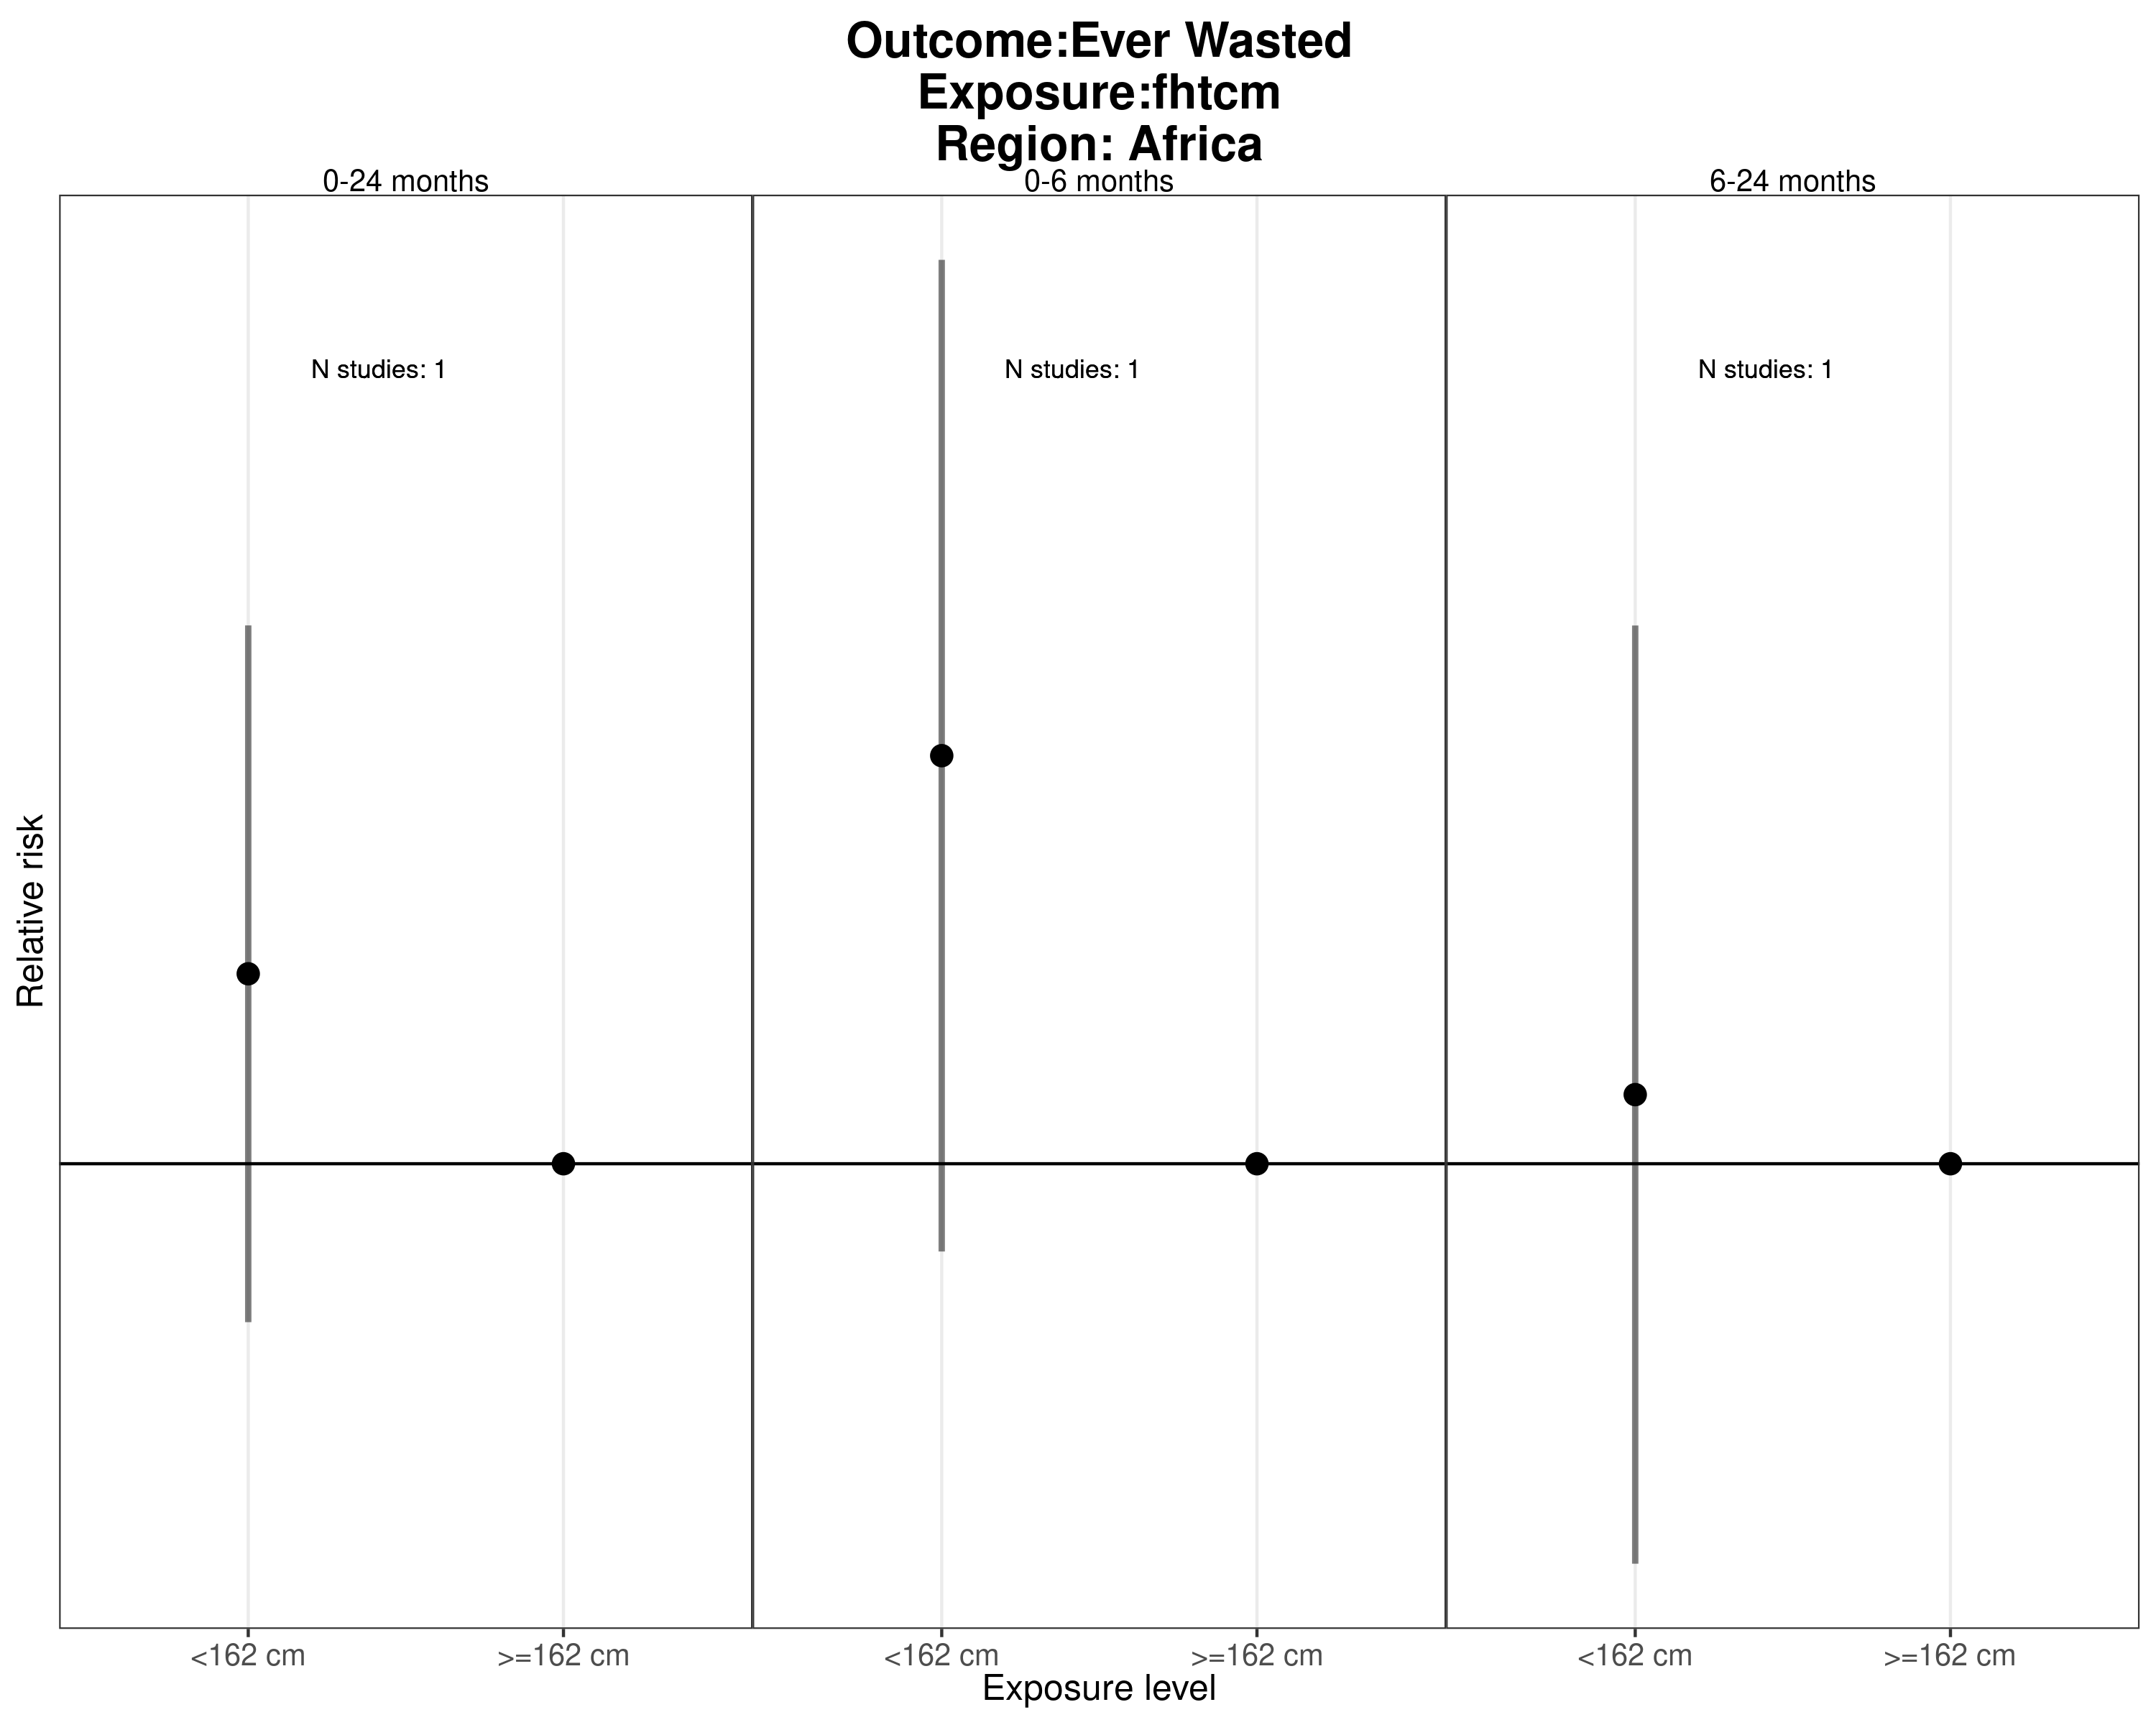 Outcome:Ever Wasted
Exposure:fhtcm
Region: Africa
0-24 months
0-6 months
6-24 months
N studies: 1
N studies: 1
N studies: 1
Relative risk
<162 cm
>=162 cm
<162 cm
>=162 cm
<162 cm
>=162 cm
Exposure level